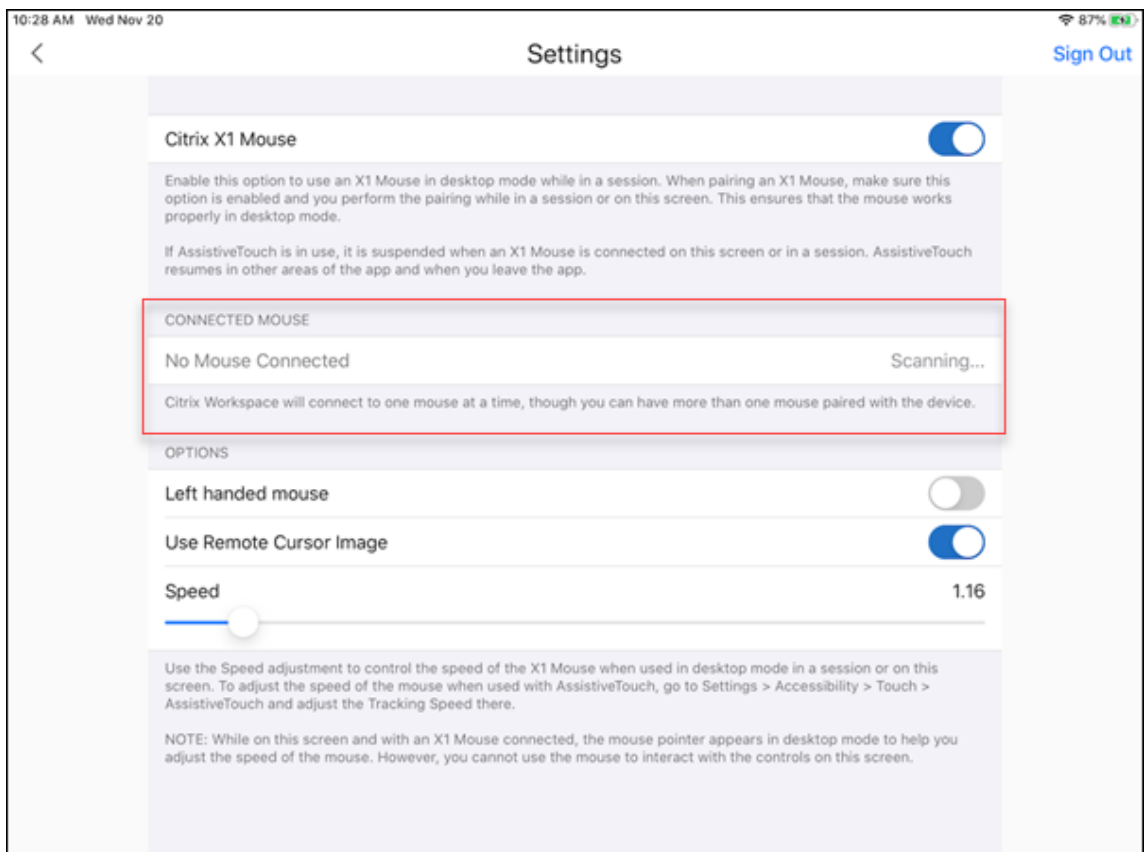 10:28 AM Wed Nov 20
87%
Settings
Sign Out
Citrix X1 Mouse
Enable this option to use an X1 Mouse in desktop mode while in a session. When pairing an X1 Mouse, make sure this
option is enabled and you perform the pairing while in a session or on this screen. This ensures that the mouse works
properly in desktop mode.
If AssistiveTouch is in use, it is suspended when an X1 Mouse is connected on this screen or in a session. AssistiveTouch
resumes in other areas of the app and when you leave the app.
CONNECTED MOUSE
No Mouse Connected Scanning...
Citrix Workspace will connect to one mouse at a time, though you can have more than one mouse paired with the device.
OPTIONS
Left handed mouse
Use Remote Cursor Image
Speed 1.16
Use the Speed adjustment to control the speed of the X1 Mouse when used in desktop mode in a session or on this
screen. To adjust the speed of the mouse when used with AssistiveTouch, go to Settings > Accessibility > Touch >
AssistiveTouch and adjust the Tracking Speed there.
NOTE: While on this screen and with an X1 Mouse connected, the mouse pointer appears in desktop mode to help you
adjust the speed of the mouse. However, you cannot use the mouse to interact with the controls on this screen.